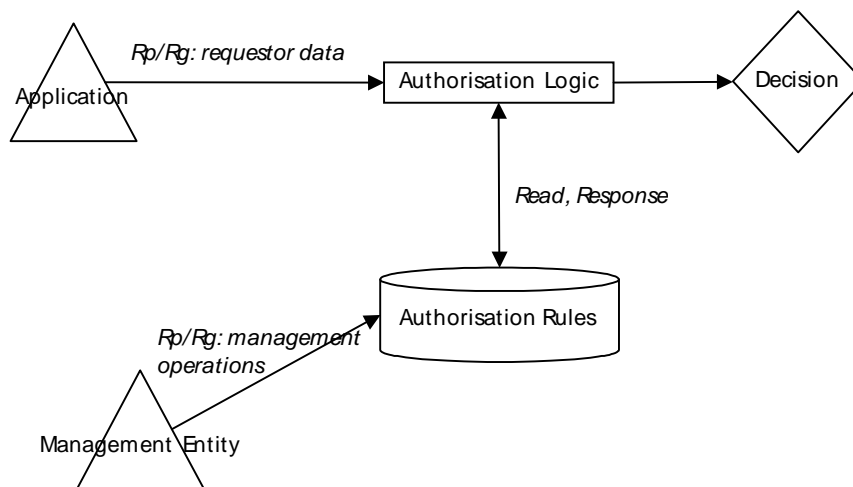 Rp/Rg: requestor data
Application
Authorisation Logic
Decision
Read, Response
Authorisation Rules
Rp/Rg: management
operations
Management Entity